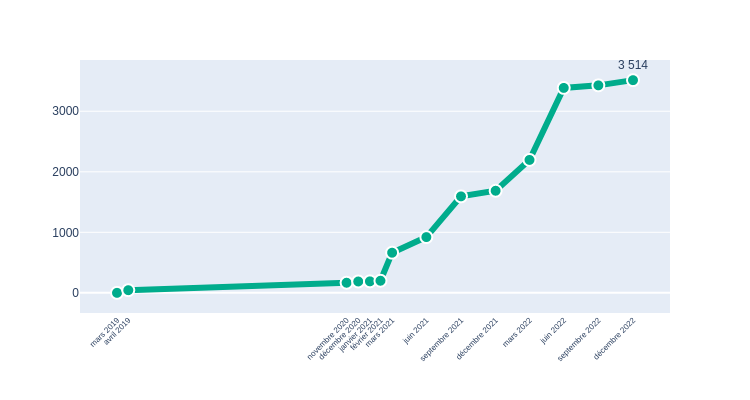 3 514
3000
2000
1000
0
mars 2019
avril 2019
novembre 2020
décembre 2020
janvier 2021
février 2021
mars 2021
juin 2021
septembre 2021
décembre 2021
mars 2022
juin 2022
septembre 2022
décembre 2022